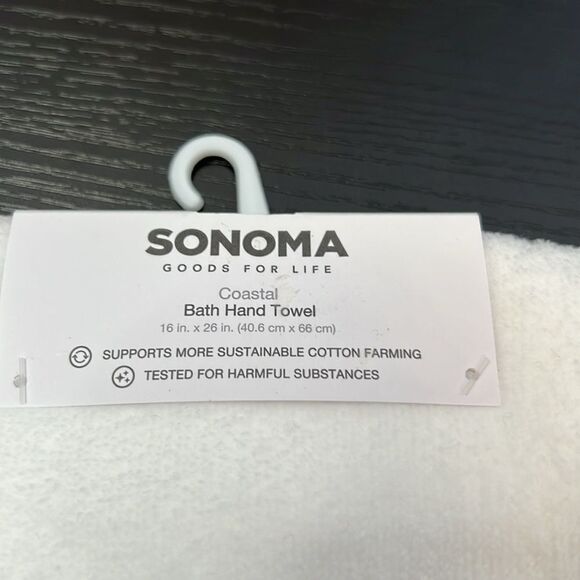 SONOMA
GOODS FOR LIFE
Coastal
Bath Hand Towel
16 in. x 26 in. (40.6 cm x 66 cm)
SUPPORTS MORE SUSTAINABLE COTTON FARMING
TESTED FOR HARMFUL SUBSTANCES